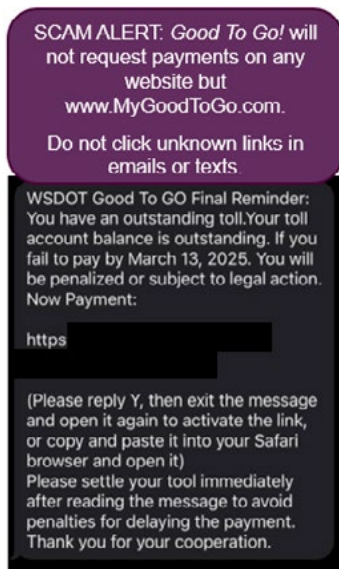 SCAM ALERT: Good To Go! will
not request payments on any
website but
www.MyGoodToGo.com.
Do not click unknown links in
emails or texts.
WSDOT Good To GO Final Reminder:
You have an outstanding toll.Your toll
account balance is outstanding. If you
fail to pay by March 13, 2025. You will
be penalized or subject to legal action.
Now Payment:
https
(Please reply Y, then exit the message
and open it again to activate the link,
or copy and paste it into your Safari
browser and open it)
Please settle your tool immediately
after reading the message to avoid
penalties for delaying the payment.
Thank you for your cooperation.